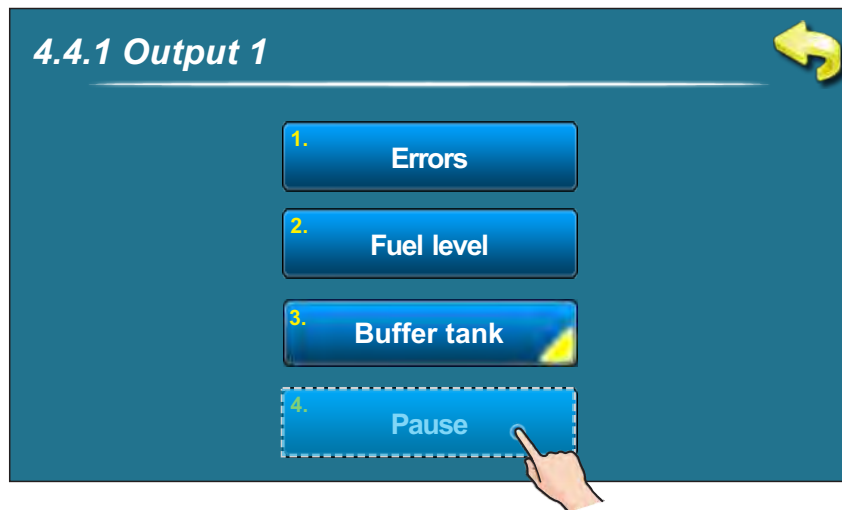 4.4.1 Output 1
1.
Errors
2.
Fuel level
3.
Buffer tank
4.
Pause